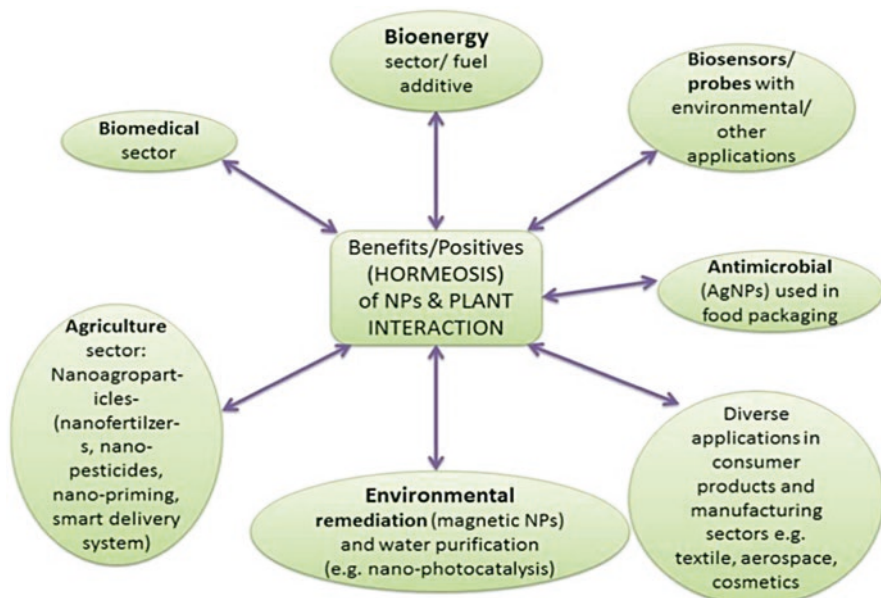 Bioenergy
sector/ fuel
additive
Biosensors/
probes with
environmental/
other
applications
Biomedical
sector
Benefits/Positives
(HORMEOSIS)
of NPs & PLANT
INTERACTION
Antimicrobial
(AgNPs) used in
food packaging
Agriculture
sector:
Nanoagropart-
icles-
(nanofertilzer-
s, nano-
pesticides,
nano-priming,
smart delivery
system)
Environmental
remediation (magnetic NPs)
and water purification
(e.g. nano-photocatalysis)
Diverse
applications in
consumer
products and
manufacturing
sectors e.g.
textile, aerospace,
cosmetics